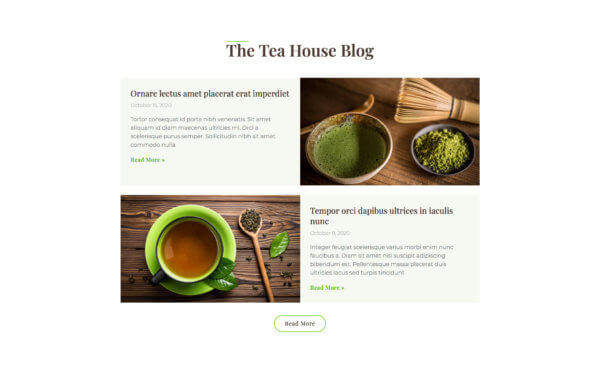 The Tea House Blog
Ornare lectus amet placerat erat imperdiet
October 15, 2020
Tortor consequat id porta nibh venenatis. Sit amet
aliquam id diam maecenas ultricies mi. Orci a
scelerisque purus semper. Sollicitudin nibh sit amet
commodo nulla
Read More »
Tempor orci dapibus ultrices in iaculis
nunc
October 9, 2020
Integer feugiat scelerisque varius morbi enim nunc
faucibus a. Diam sit amet nisl suscipit adipiscing
bibendum est. Pellentesque massa placerat duis
ultricies lacus sed turpis tincidunt
Read More »
Read More